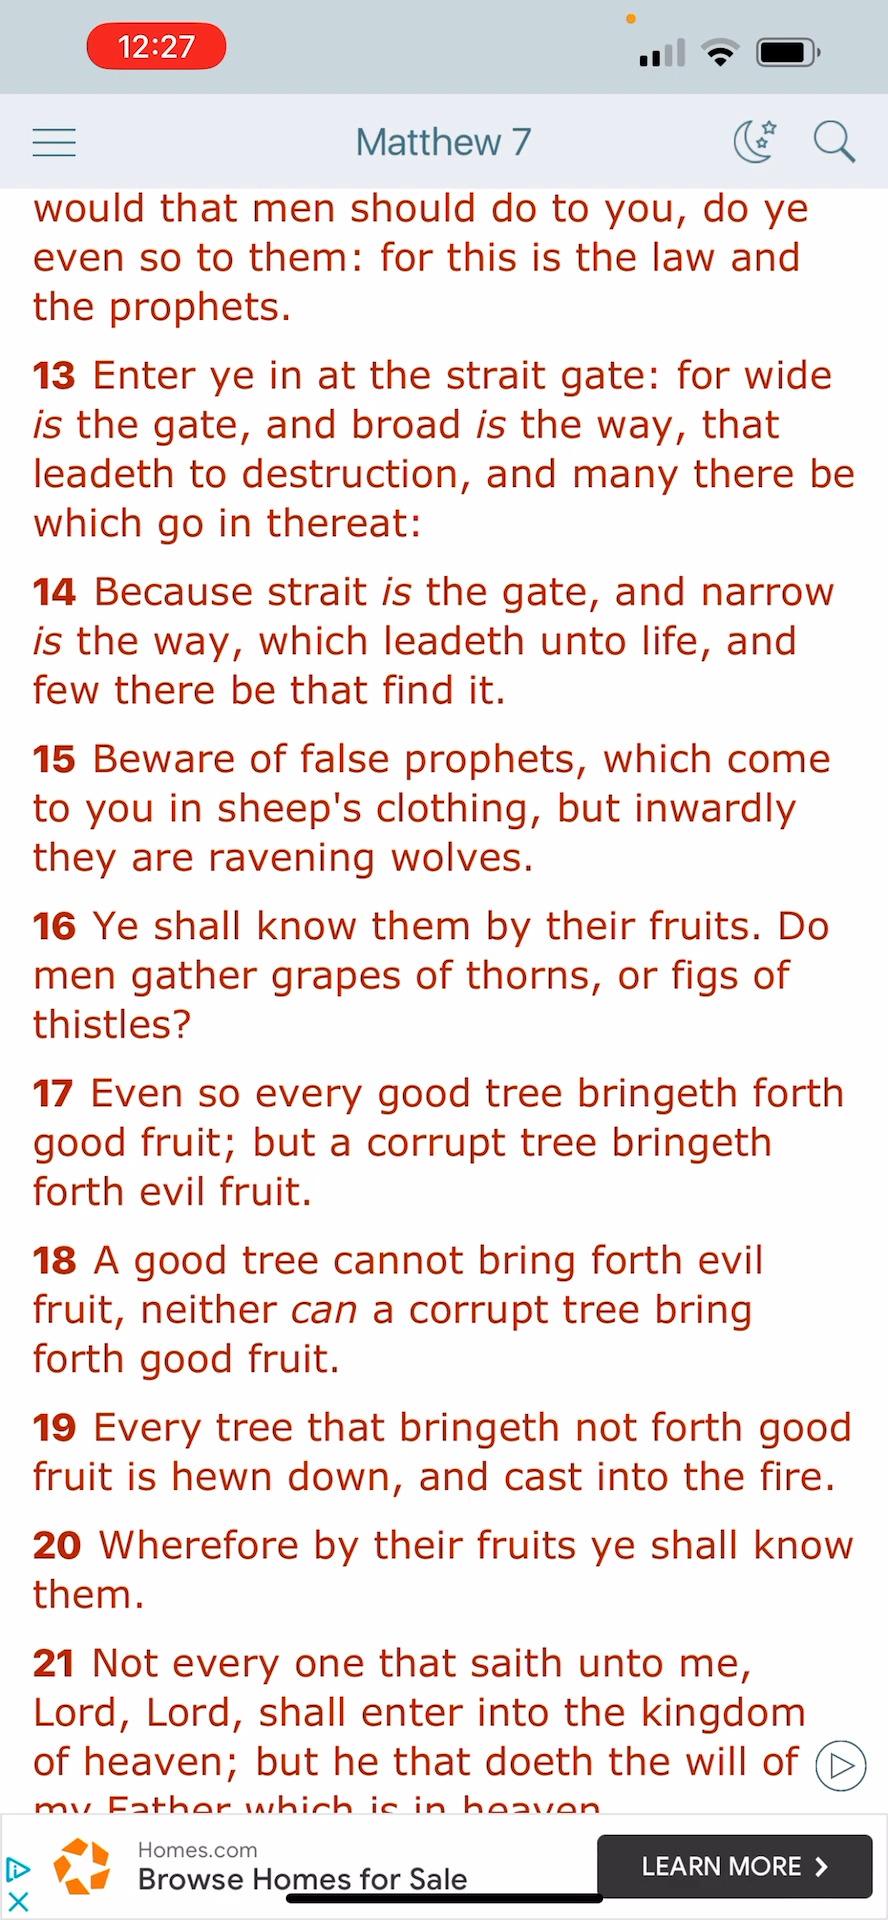 12:27
Matthew 7
would that men should do to you, do ye
even so to them: for this is the law and
the prophets.
13 Enter ye in at the strait gate: for wide
is the gate, and broad is the way, that
leadeth to destruction, and many there be
which go in thereat:
14 Because strait is the gate, and narrow
is the way, which leadeth unto life, and
few there be that find it.
15 Beware of false prophets, which come
to you in sheep's clothing, but inwardly
they are ravening wolves.
16 Ye shall know them by their fruits. Do
men gather grapes of thorns, or figs of
thistles?
17 Even so every good tree bringeth forth
good fruit; but a corrupt tree bringeth
forth evil fruit.
18 A good tree cannot bring forth evil
fruit, neither can a corrupt tree bring
forth good fruit.
19 Every tree that bringeth not forth good
fruit is hewn down, and cast into the fire.
20 Wherefore by their fruits ye shall know
them.
21 Not every one that saith unto me,
Lord, Lord, shall enter into the kingdom
of heaven; but he that doeth the will of
my Father which is in heaven
Homes.com
Browse Homes for Sale
LEARN MORE >